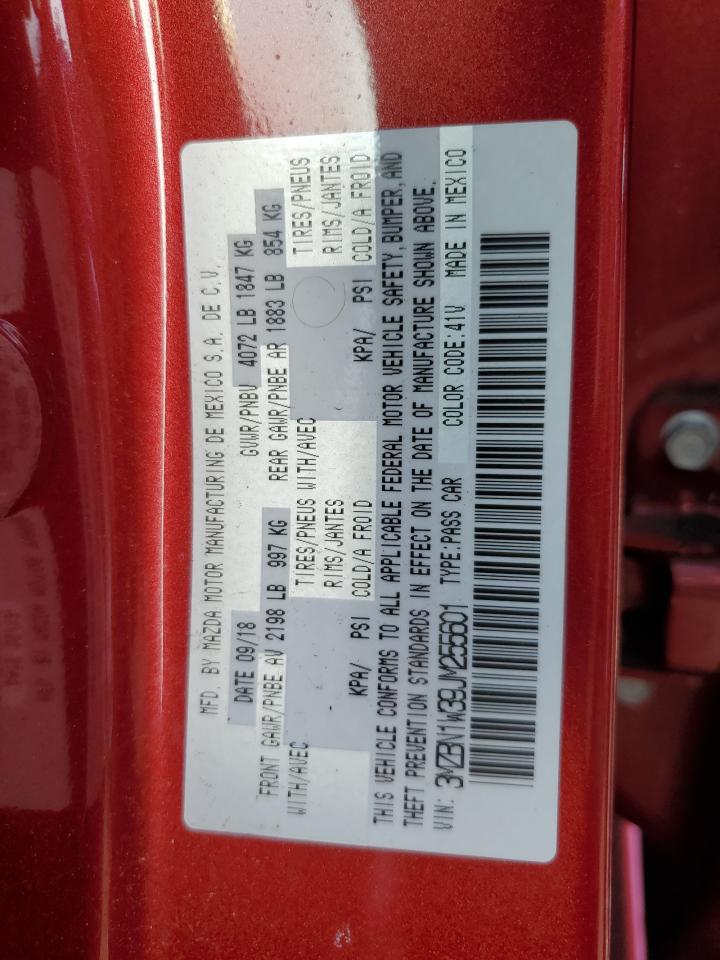 MFD. BY MAZDA MOTOR MANUFACTURING DE MEXICO S.A. DE C.V.
DATE 09/18 GVWR/PNBV 4072 LB 1847 KG
FRONT GAWR/PNBE AV 2198 LB 997 KG REAR GAWR/PNBE AR 1883 LB 854 KG
WITH/AVEC TIRES/PNEUS WITH/AVEC TIRES/PNEUS
RIMS/JANTES RIMS/JANTES
KPA/ PSI COLD/A FROID KPA/ PSI COLD/A FROID
THIS VEHICLE CONFORMS TO ALL APPLICABLE FEDERAL MOTOR VEHICLE SAFETY, BUMPER, AND
THEFT PREVENTION STANDARDS IN EFFECT ON THE DATE OF MANUFACTURE SHOWN ABOVE.
VIN: 3MZBN1W39JM255601 TYPE:PASS CAR COLOR CODE:41V MADE IN MEXICO